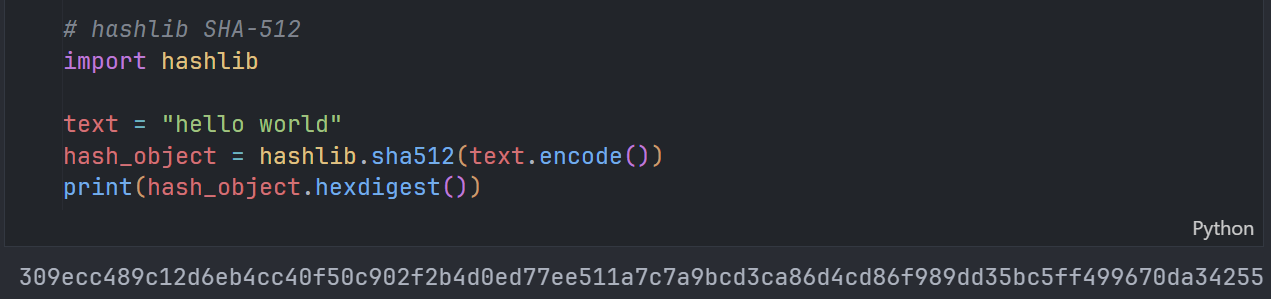 # hashlib SHA-512
import hashlib
text = "hello world"
hash_object = hashlib.sha512(text.encode())
print(hash_object.hexdigest())
Python
309ecc489c12d6eb4cc40f50c902f2b4d0ed77ee511a7c7a9bcd3ca86d4cd86f989dd35bc5ff499670da34255